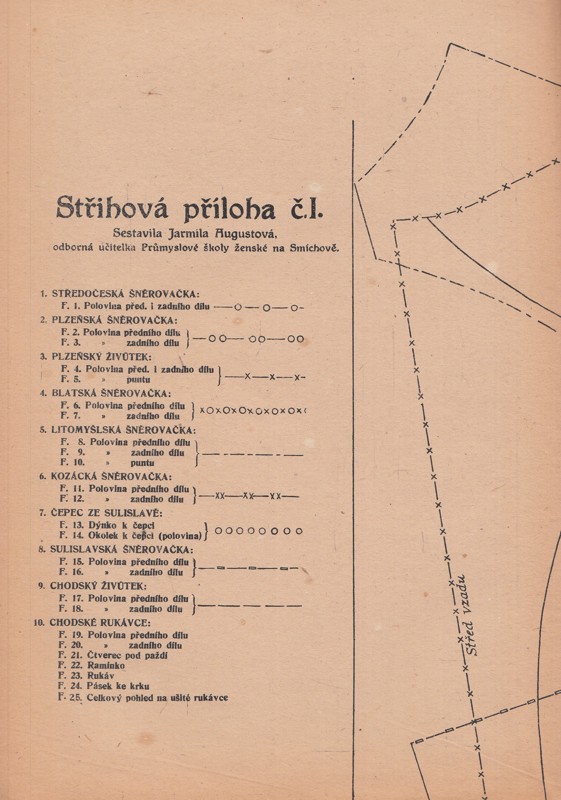 Střihová příloha č.I.
Sestavila Jarmila Augustová,
odborná učitelka Průmyslové školy ženské na Smíchově.
1. STŘEDOČESKÁ ŠNĚROVAČKA:
F. 1. Polovina před. i zadního dílu
2. PLZEŇSKÁ ŠNĚROVAČKA:
F. 2. Polovina předního dílu
F. 3. » zadního dílu
3. PLZEŇSKÝ ŽIVŮTEK:
F. 4. Polovina před. i zadního dílu
F. 5. » puntu
4. BLATSKÁ ŠNĚROVAČKA:
F. 6. Polovina předního dílu
F. 7. » zadního dílu
5. LITOMYŠLSKÁ ŠNĚROVAČKA:
F. 8. Polovina předního dílu
F. 9. » zadního dílu
F. 10. » puntu
6. KOZÁCKÁ ŠNĚROVAČKA:
F. 11. Polovina předního dílu
F. 12. » zadního dílu
7. ČEPEC ZE SULISLAVĚ:
F. 13. Dýnko k čepci
F. 14. Okolek k čepci (polovina)
8. SULISLAVSKÁ ŠNĚROVAČKA:
F. 15. Polovina předního dílu
F. 16. » zadního dílu
9. CHODSKÝ ŽIVŮTEK:
F. 17. Polovina předního dílu
F. 18. » zadního dílu
10. CHODSKÉ RUKÁVCE:
F. 19. Polovina předního dílu
F. 20. » zadního dílu
F. 21. Čtverec pod paždí
F. 22. Ramínko
F. 23. Rukáv
F. 24. Pásek ke krku
F. 25. Celkový pohled na ušité rukávce
Střed vzadu